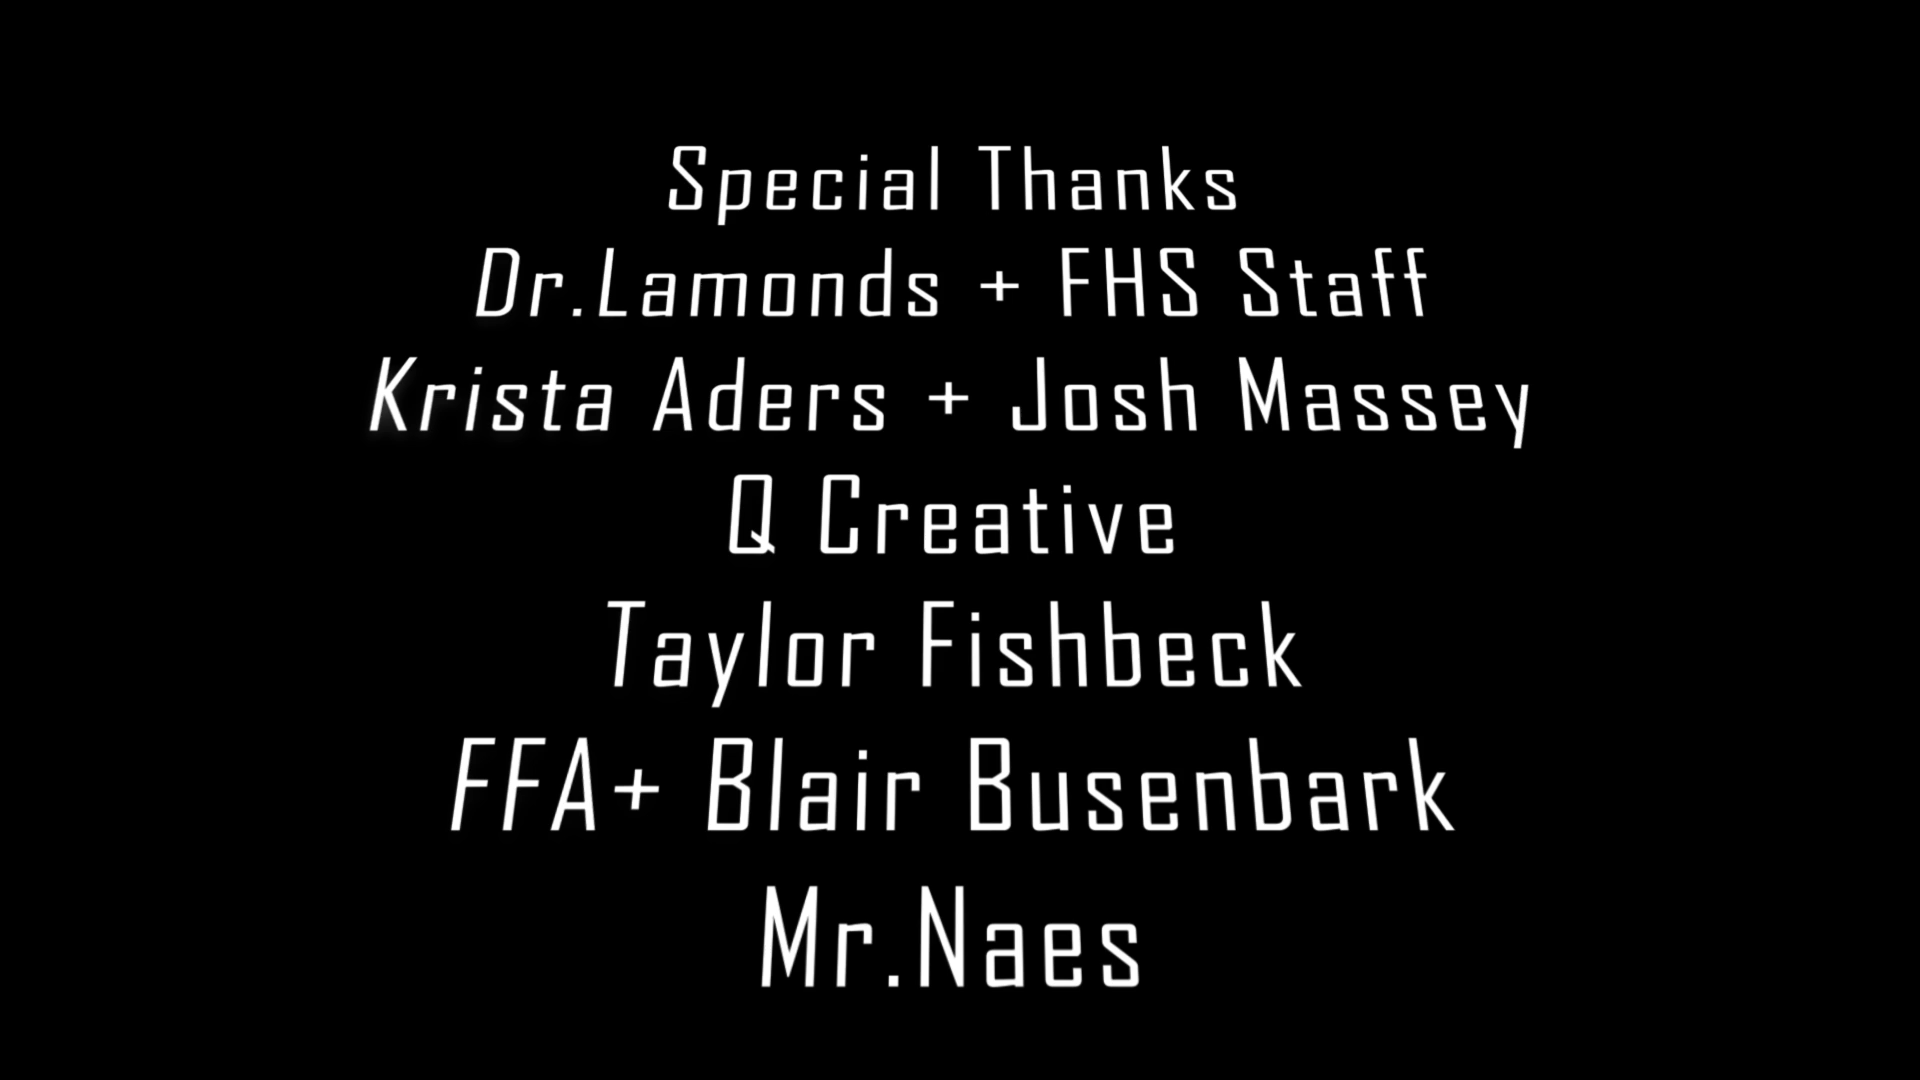 Special Thanks
Dr.Lamonds + FHS Staff
Krista Aders + Josh Massey
Q Creative
Taylor Fishbeck
FFA+ Blair Busenbark
Mr.Naes